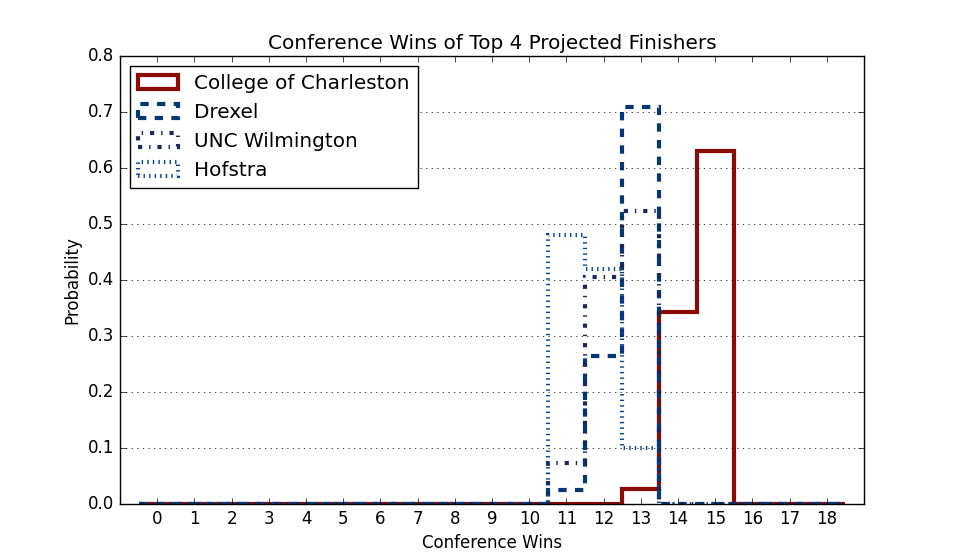 Conference Wins of Top 4 Projected Finishers
0.8
0.7
0.6
0.5
0.4
0.3
0.2
0.1
0.0
Probability
College of Charleston
Drexel
UNC Wilmington
Hofstra
0 1 2 3 4 5 6 7 8 9 10 11 12 13 14 15 16 17 18
Conference Wins